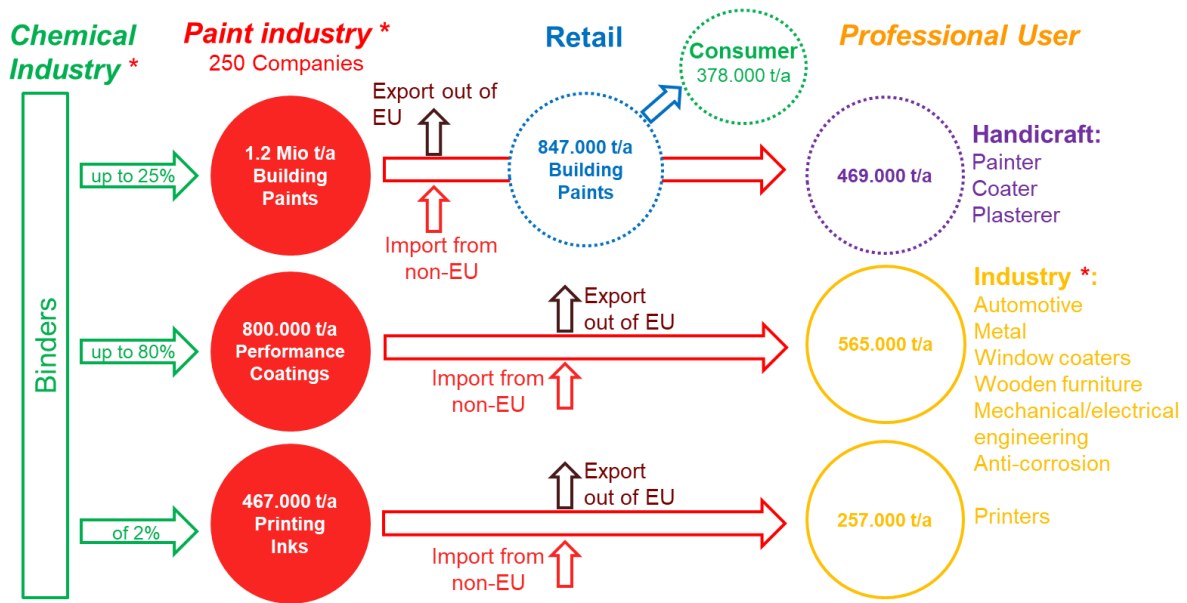 Chemical
Industry *
Paint industry *
250 Companies
Retail
Consumer
378.000 t/a
Professional User
Binders
up to 25%
1.2 Mio t/a
Building
Paints
Export out of
EU
Import from
non-EU
847.000 t/a
Building
Paints
469.000 t/a
Handicraft:
Painter
Coater
Plasterer
up to 80%
800.000 t/a
Performance
Coatings
Export
out of EU
Import from
non-EU
565.000 t/a
Industry *:
Automotive
Metal
Window coaters
Wooden furniture
Mechanical/electrical
engineering
Anti-corrosion
of 2%
467.000 t/a
Printing
Inks
Export
out of EU
Import from
non-EU
257.000 t/a
Printers